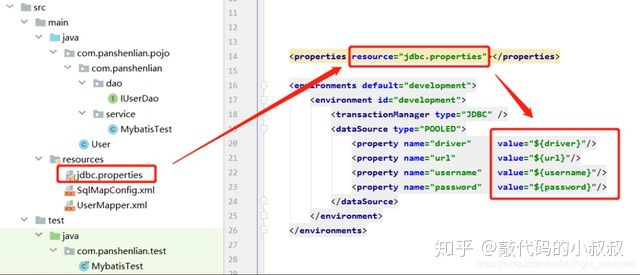 src
main
java
com.panshenlian.pojo
com.panshenlian
dao
IUserDao
service
MybatisTest
User
resources
jdbc.properties
SqlMapConfig.xml
UserMapper.xml
test
java
com.panshenlian.test
MybatisTest
13
14 <properties resource="jdbc.properties"></properties>
15
16 <environments default="development">
17 <environment id="development">
18 <transactionManager type="JDBC" />
19 <dataSource type="POOLED">
20 <property name="driver" value="${driver}"/>
21 <property name="url" value="${url}"/>
22 <property name="username" value="${username}"/>
23 <property name="password" value="${password}"/>
24 </dataSource>
25 </environment>
26 </environments>
知乎 @敲代码的小叔叔